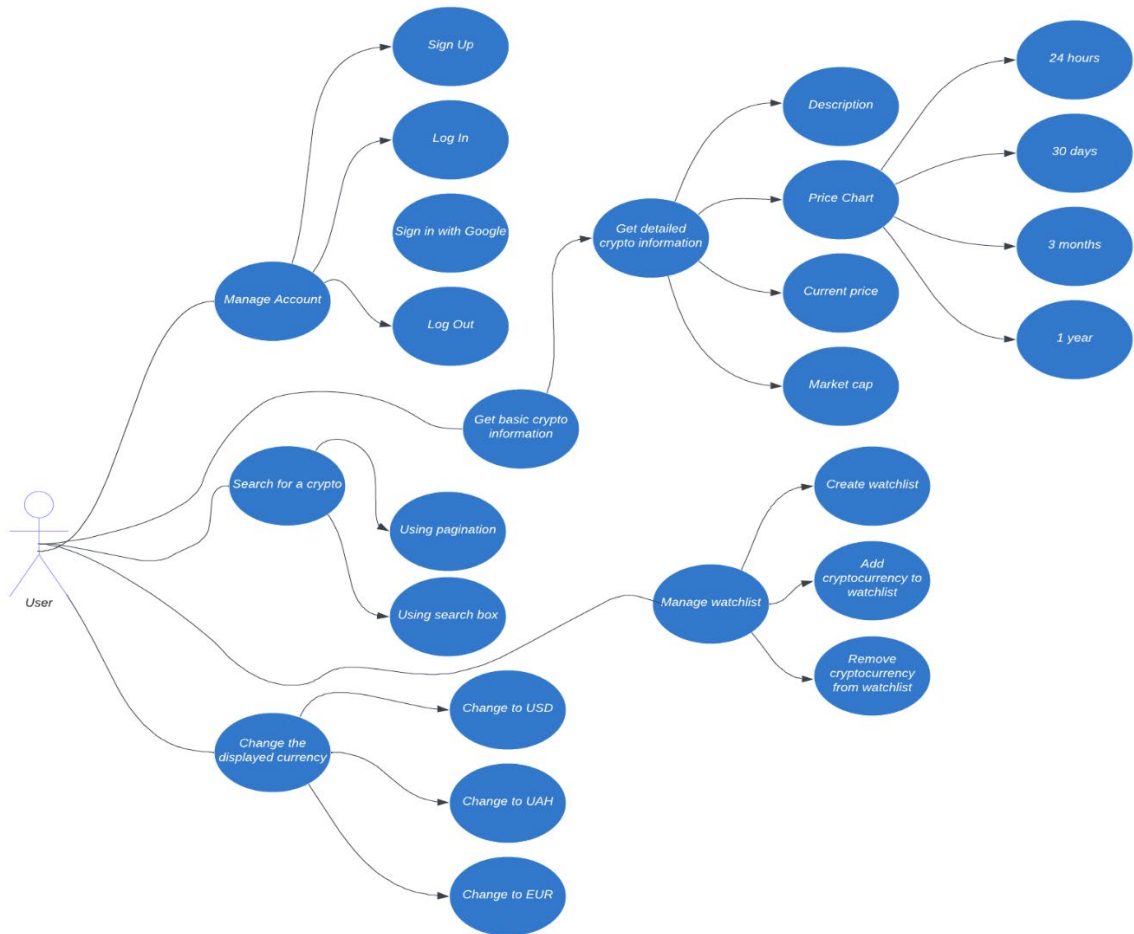 Sign Up
Log In
Sign in with Google
Manage Account
Log Out
Get basic crypto
information
Get detailed
crypto information
Description
Price Chart
Current price
Market cap
24 hours
30 days
3 months
1 year
Search for a crypto
Using pagination
Using search box
User
Manage watchlist
Create watchlist
Add
cryptocurrency to
watchlist
Remove
cryptocurrency
from watchlist
Change the
displayed currency
Change to USD
Change to UAH
Change to EUR